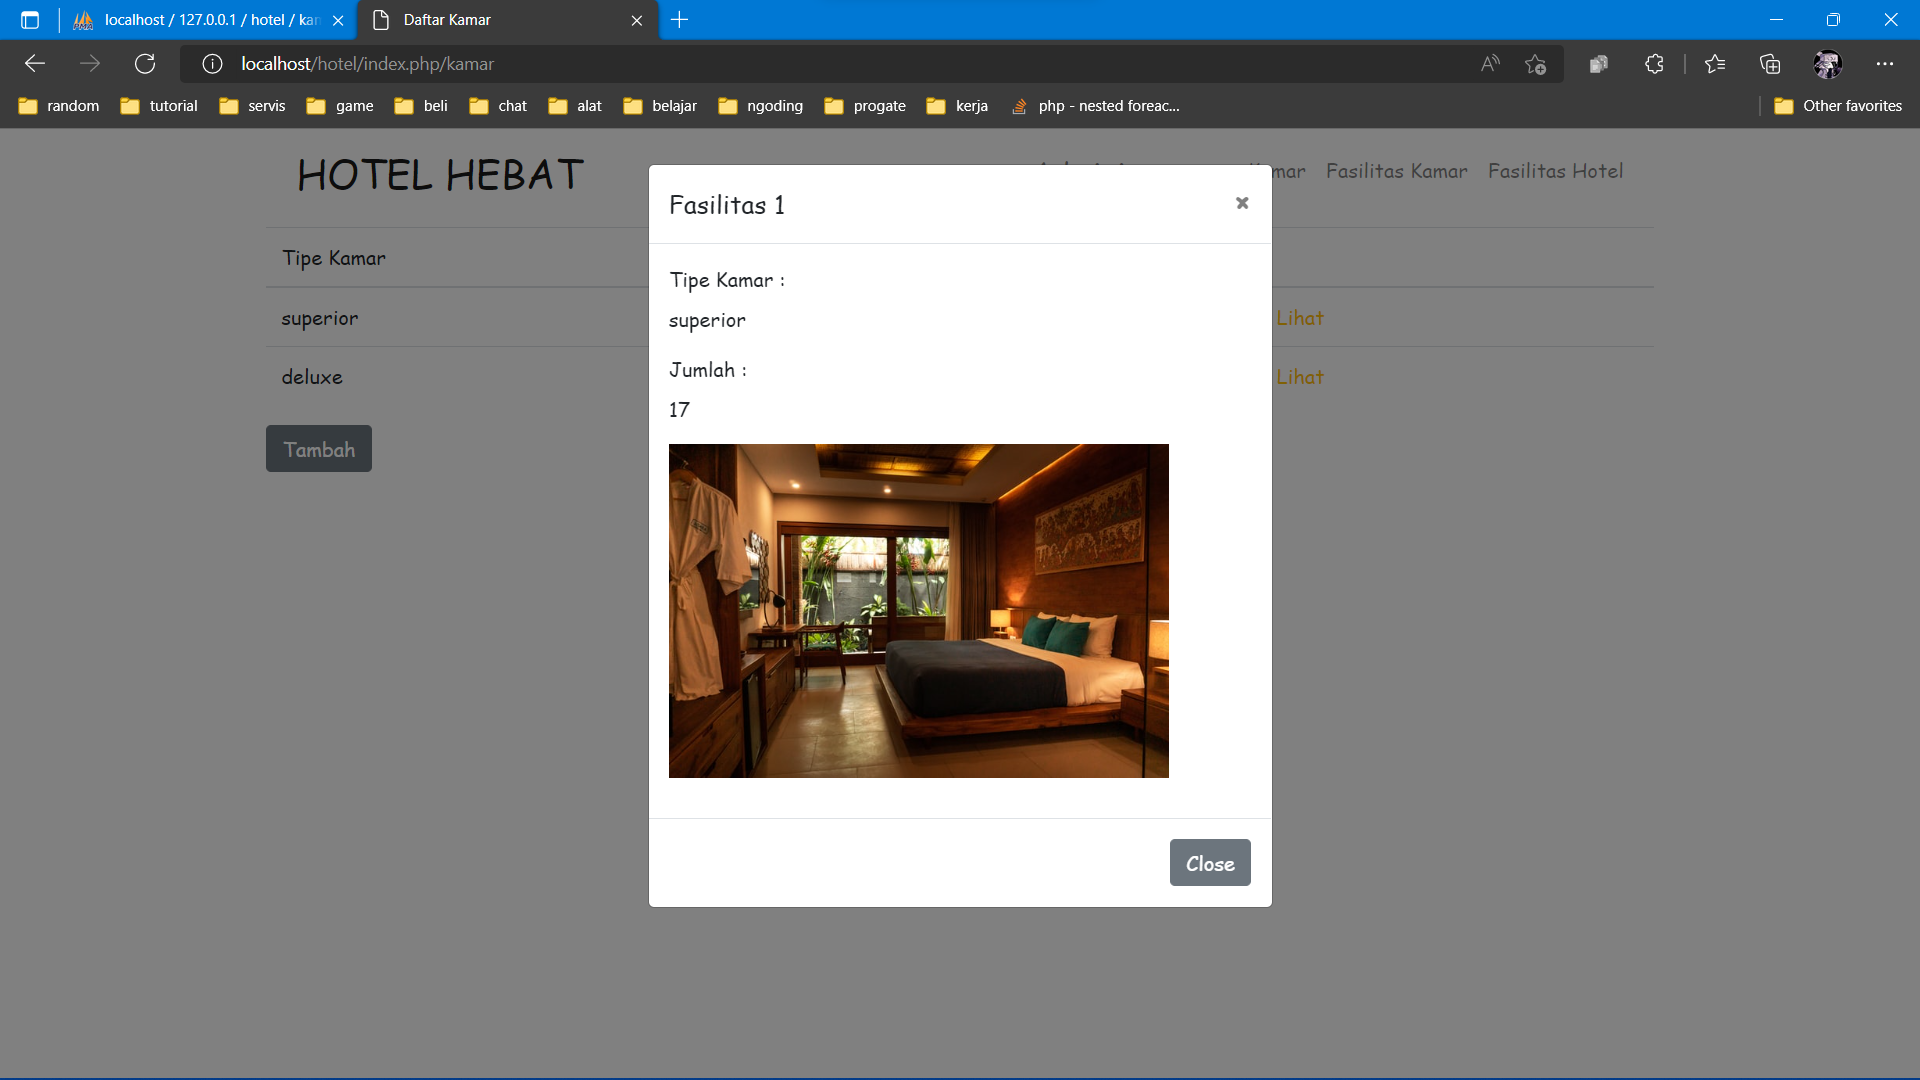 localhost / 127.0.0.1 / hotel / kan
Daftar Kamar
localhost/hotel/index.php/kamar
random tutorial servis game beli chat alat belajar ngoding progate kerja php - nested foreac... Other favorites
HOTEL HEBAT
mar Fasilitas Kamar Fasilitas Hotel
Fasilitas 1
Tipe Kamar
superior Lihat
deluxe Lihat
Tambah
Tipe Kamar :
superior
Jumlah :
17
Close